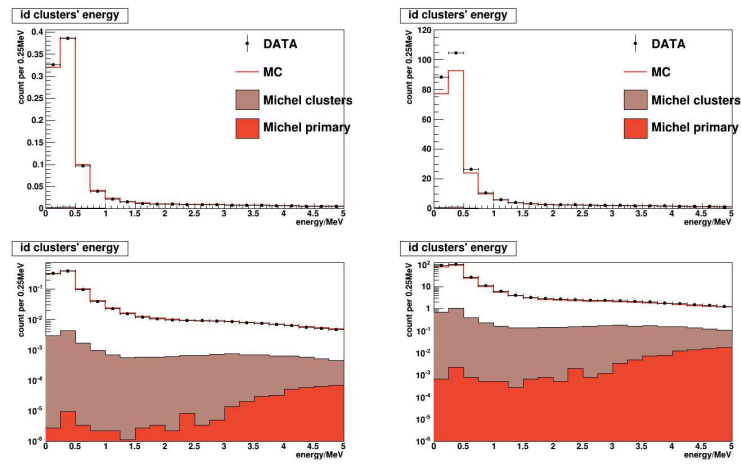 id clusters' energy
count per 0.25MeV
0.4
0.35
0.3
0.25
0.2
0.15
0.1
0.05
0
0 0.5 1 1.5 2 2.5 3 3.5 4 4.5 5
energy/MeV
DATA
MC
Michel clusters
Michel primary
id clusters' energy
count per 0.25MeV
120
100
80
60
40
20
0
0 0.5 1 1.5 2 2.5 3 3.5 4 4.5 5
energy/MeV
DATA
MC
Michel clusters
Michel primary
id clusters' energy
count per 0.25MeV
10-1
10-2
10-3
10-4
10-5
10-6
0 0.5 1 1.5 2 2.5 3 3.5 4 4.5 5
energy/MeV
id clusters' energy
count per 0.25MeV
102
10
1
10-1
10-2
10-3
10-4
10-5
10-6
0 0.5 1 1.5 2 2.5 3 3.5 4 4.5 5
energy/MeV